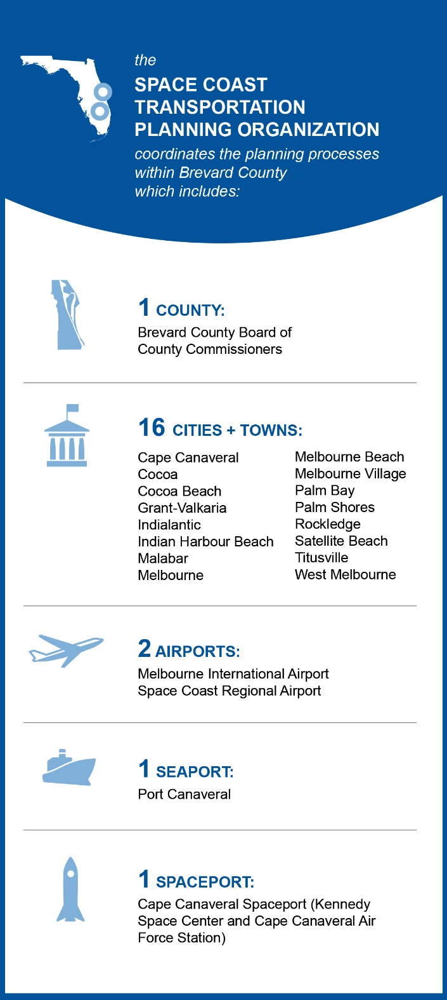 the
SPACE COAST
TRANSPORTATION
PLANNING ORGANIZATION
coordinates the planning processes
within Brevard County
which includes:
1 COUNTY:
Brevard County Board of
County Commissioners
16 CITIES + TOWNS:
Cape Canaveral
Cocoa
Cocoa Beach
Grant-Valkaria
Indialantic
Indian Harbour Beach
Malabar
Melbourne
Melbourne Beach
Melbourne Village
Palm Bay
Palm Shores
Rockledge
Satellite Beach
Titusville
West Melbourne
2 AIRPORTS:
Melbourne International Airport
Space Coast Regional Airport
1 SEAPORT:
Port Canaveral
1 SPACEPORT:
Cape Canaveral Spaceport (Kennedy
Space Center and Cape Canaveral Air
Force Station)